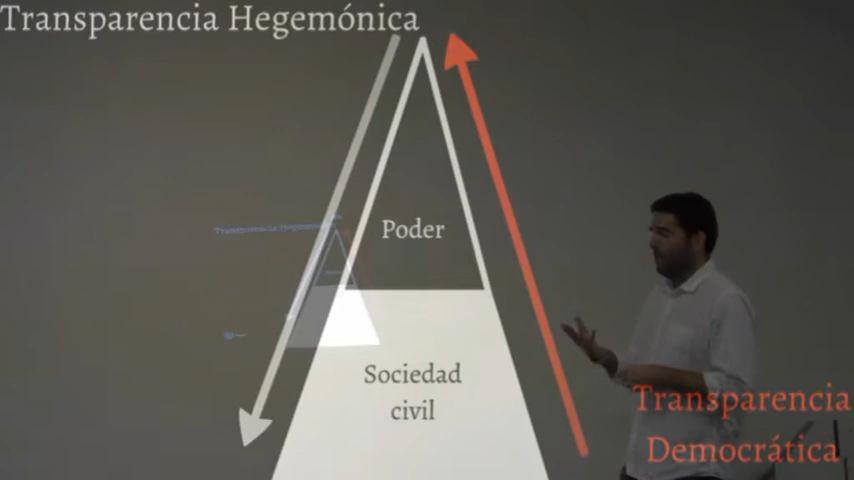 Transparencia Hegemónica
Poder
Sociedad
civil
Transparencia
Democrática